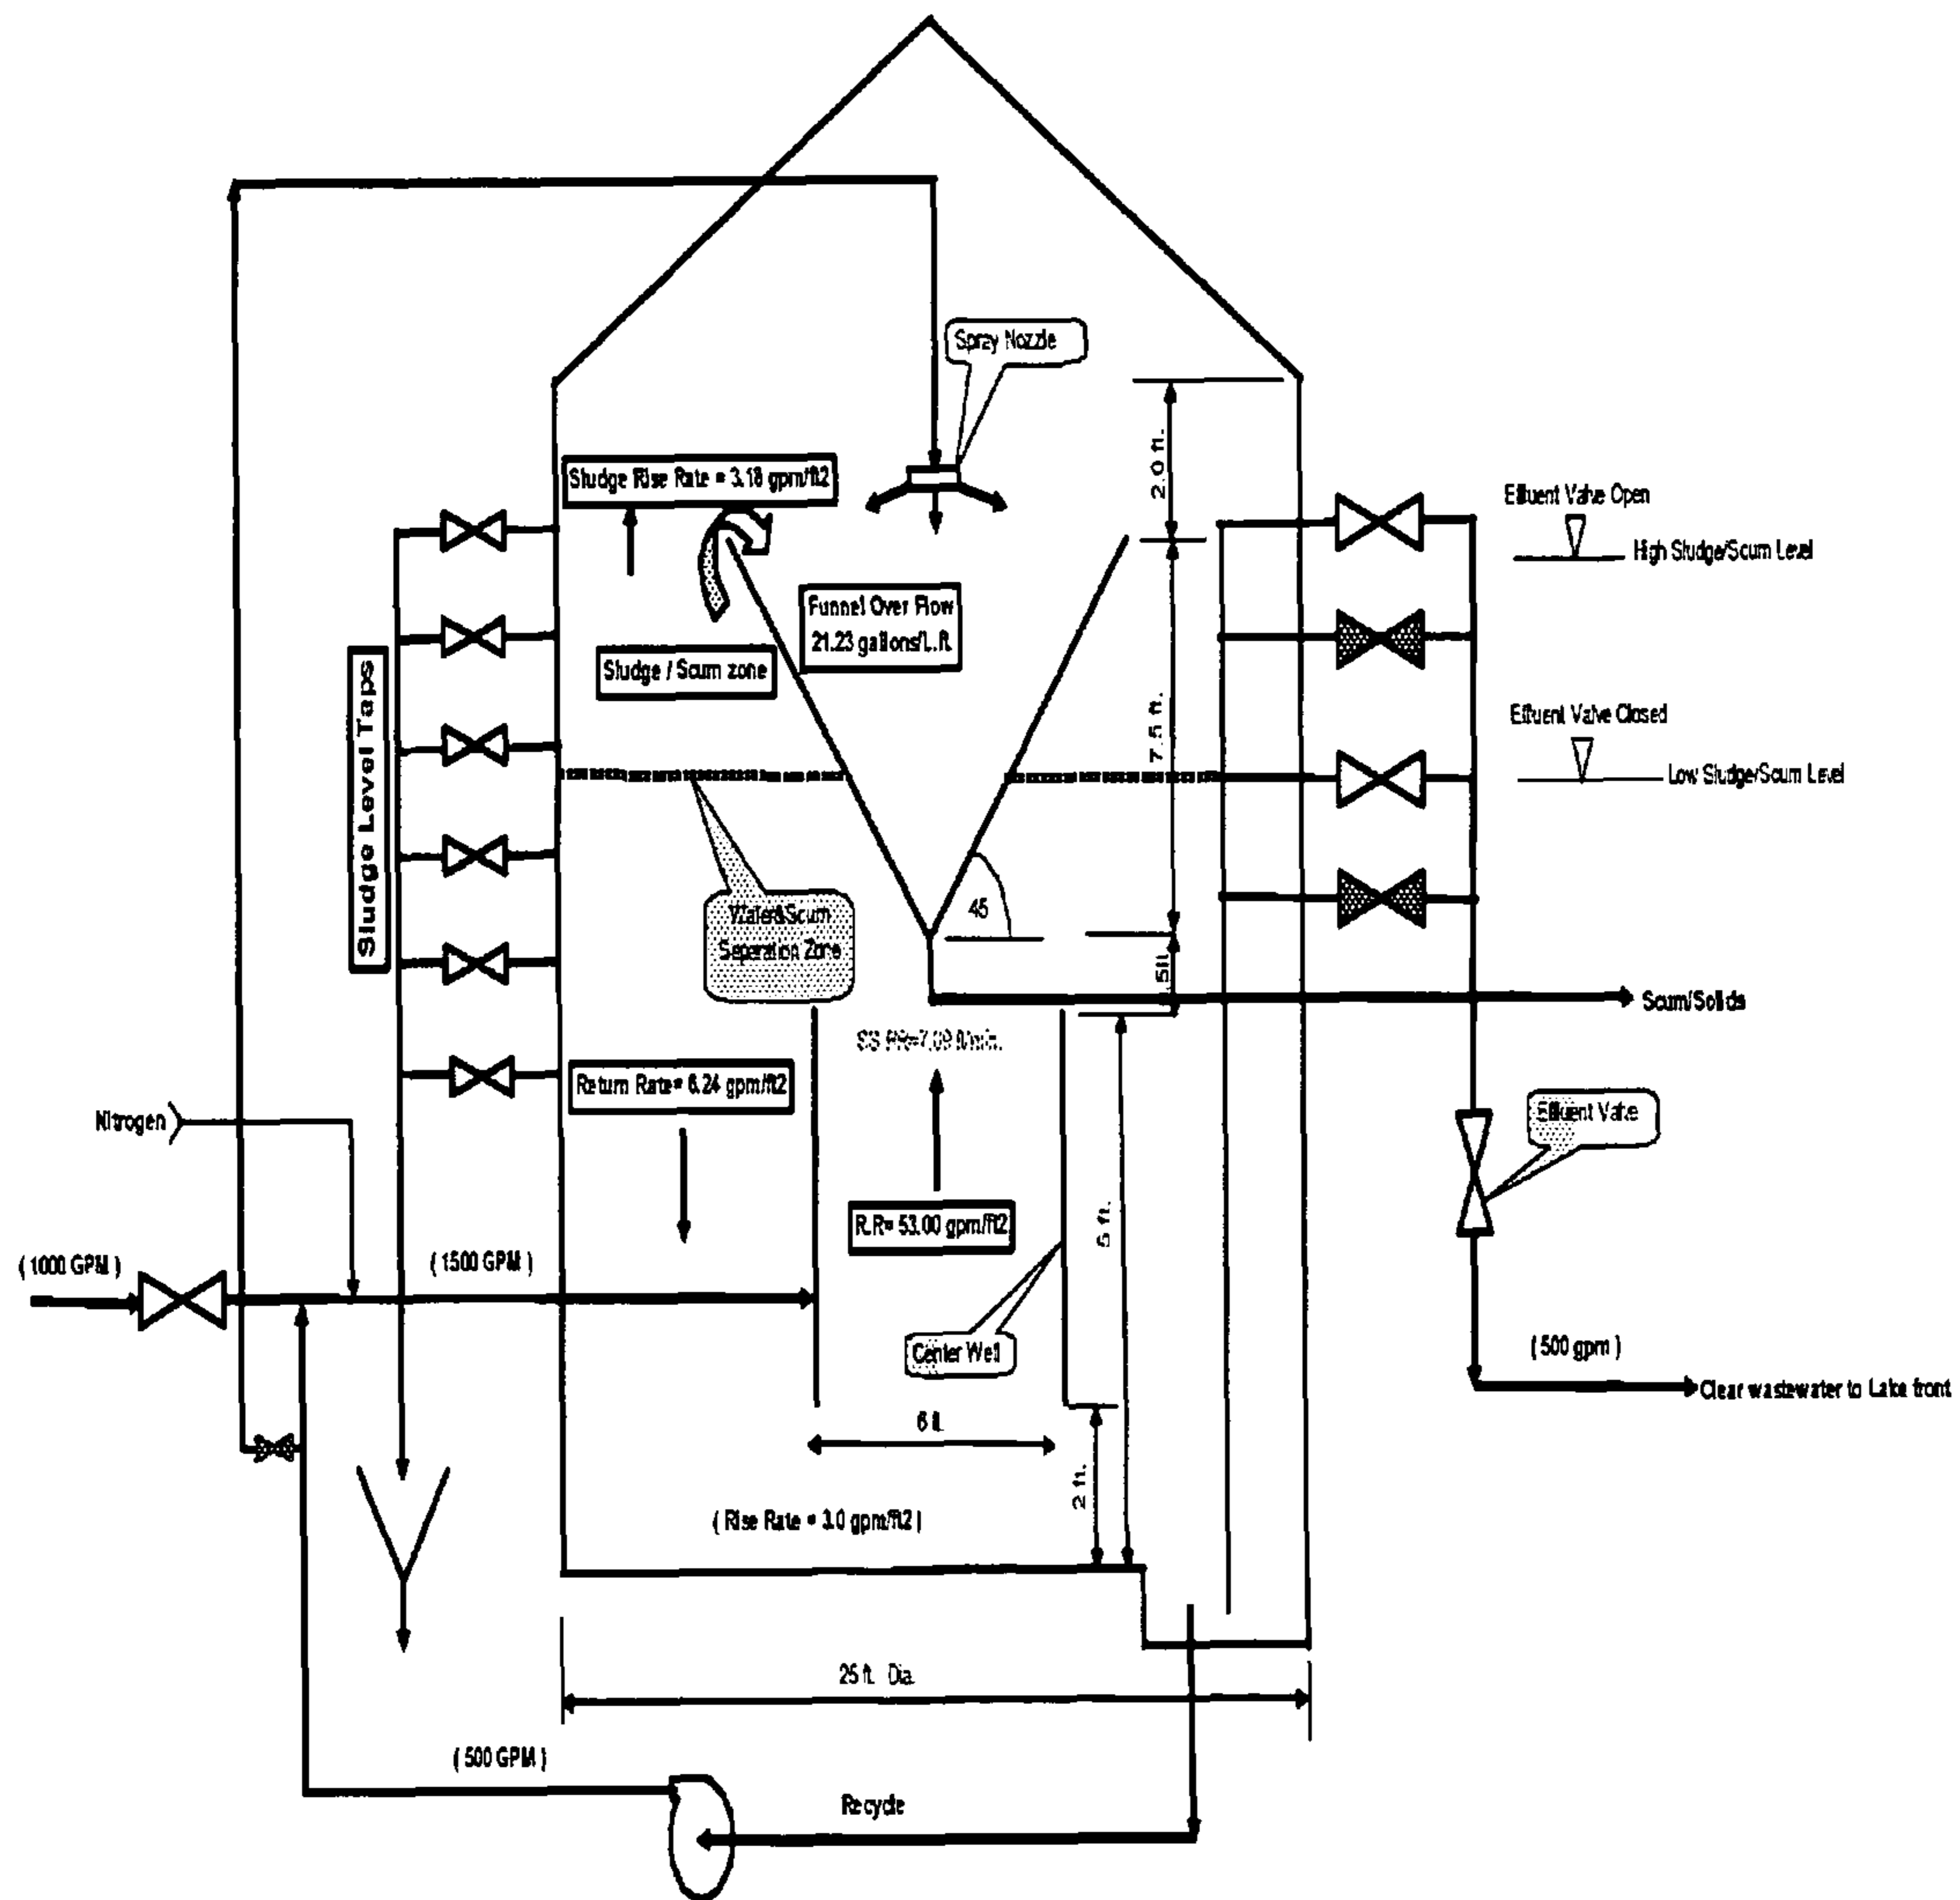 Spray Nozzle
Sludge Rise Rate = 3.18 gpm/ft2
2.0 ft.
Effluent Valve Open
High Sludge/Scum Level
Funnel Over Flow
21.23 gallons/L.ft
Sludge / Scum zone
Sludge Level Taps
7.5 ft.
Effluent Valve Closed
Low Sludge/Scum Level
45
Water&Scum
Separation Zone
.5ft.
Scum/Solids
Return Rate= 6.24 gpm/ft2
Nitrogen
Effluent Valve
R.R= 53.00 gpm/ft2
5 ft.
( 1000 GPM )
( 1500 GPM )
Center Well
( 500 gpm )
Clear wastewater to Lake front
6 ft.
2 ft.
( Rise Rate = 3.0 gpm/ft2 )
25 ft. Dia.
( 500 GPM )
Recycle